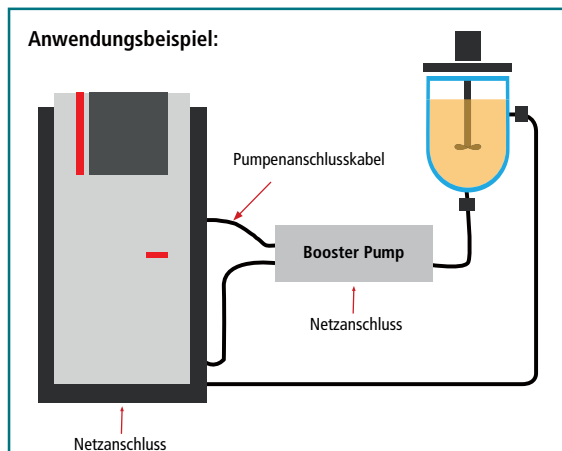 Anwendungsbeispiel:
Pumpenanschlusskabel
Booster Pump
Netzanschluss
Netzanschluss